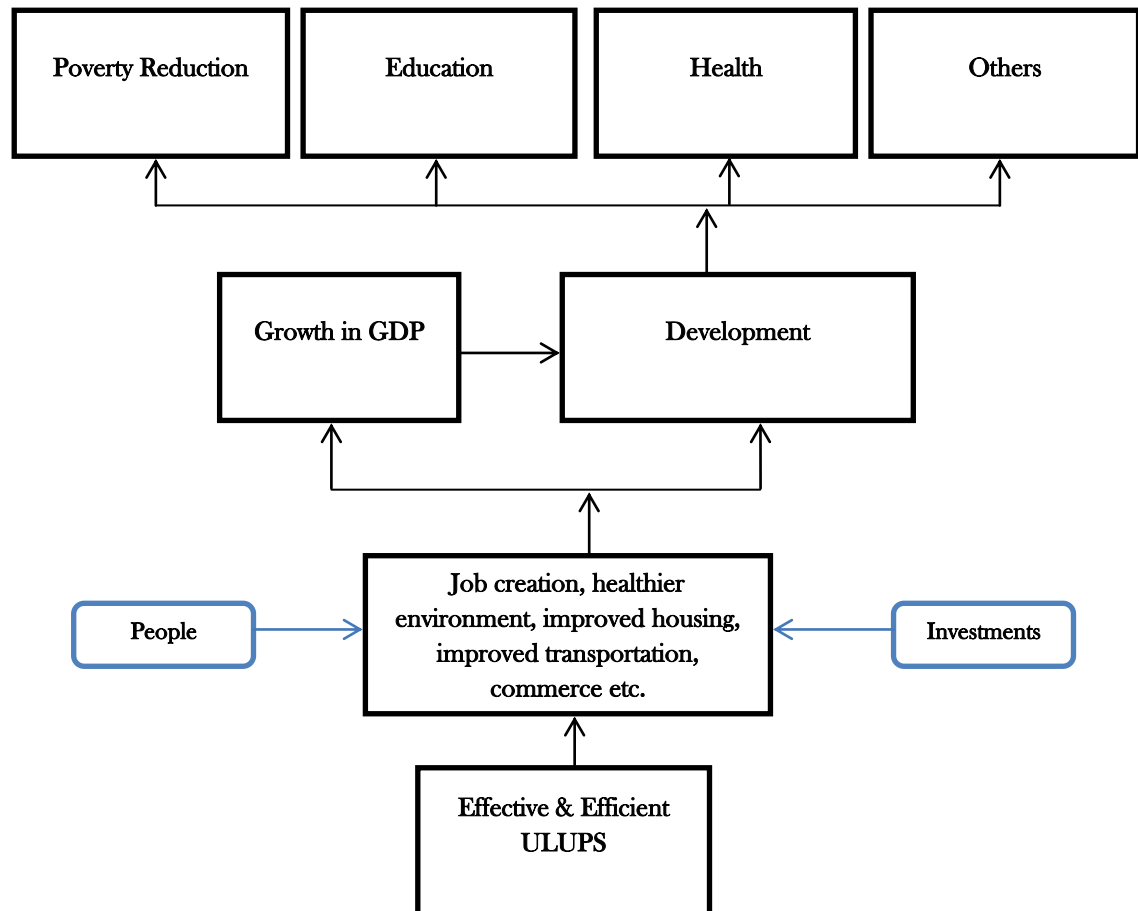 Poverty Reduction
Education
Health
Others
Growth in GDP
Development
Job creation, healthier
environment, improved housing,
improved transportation,
commerce etc.
People
Investments
Effective & Efficient
ULUPS